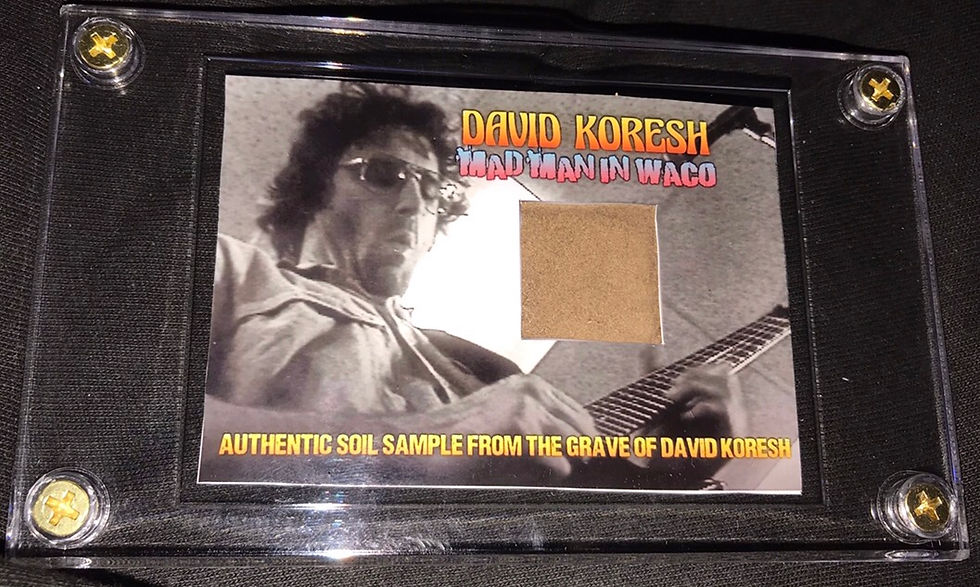 DAVID KORESH
MAD MAN IN WACO
AUTHENTIC SOIL SAMPLE FROM THE GRAVE OF DAVID KORESH